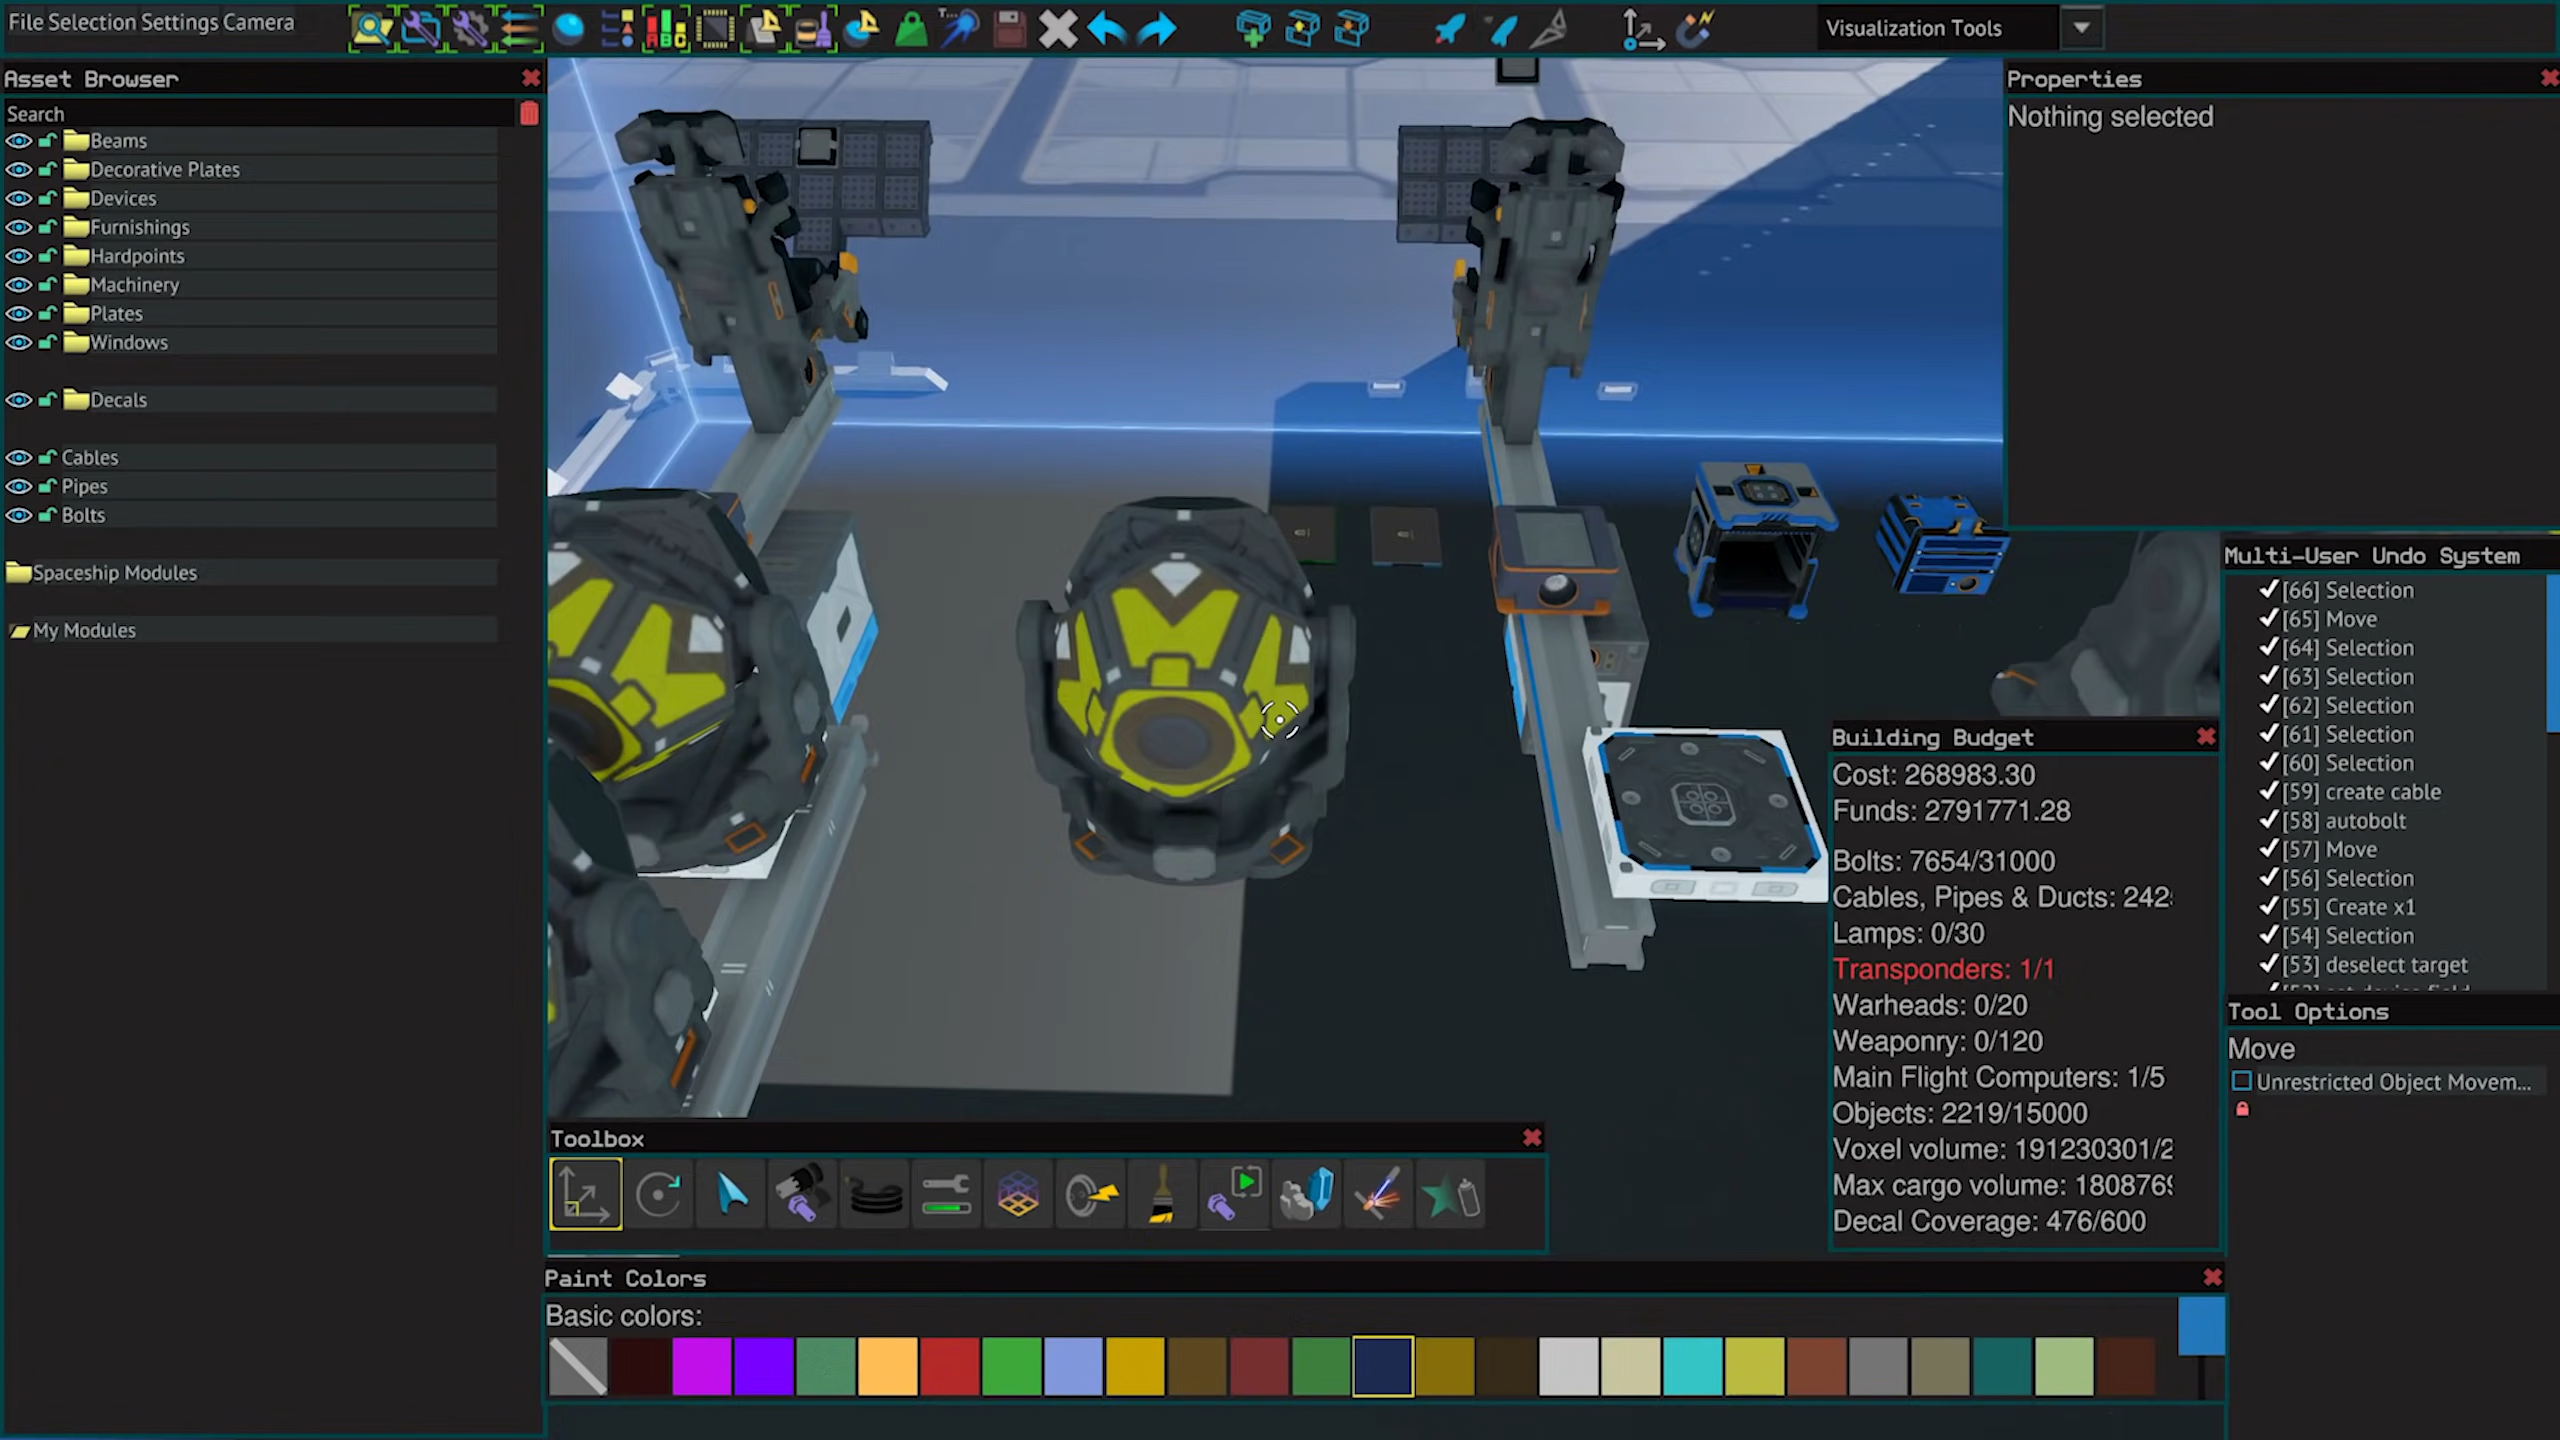 File Selection Settings Camera
Visualization Tools
Asset Browser
Search
Beams
Decorative Plates
Devices
Furnishings
Hardpoints
Machinery
Plates
Windows
Decals
Cables
Pipes
Bolts
Spaceship Modules
My Modules
Properties
Nothing selected
Multi-User Undo System
[66] Selection
[65] Move
[64] Selection
[63] Selection
[62] Selection
[61] Selection
[60] Selection
[59] create cable
[58] autobolt
[57] Move
[56] Selection
[55] Create x1
[54] Selection
[53] deselect target
Building Budget
Cost: 268983.30
Funds: 2791771.28
Bolts: 7654/31000
Cables, Pipes & Ducts: 242
Lamps: 0/30
Transponders: 1/1
Warheads: 0/20
Weaponry: 0/120
Main Flight Computers: 1/5
Objects: 2219/15000
Voxel volume: 191230301/2
Max cargo volume: 180876
Decal Coverage: 476/600
Tool Options
Move
Unrestricted Object Movem...
Toolbox
Paint Colors
Basic colors: